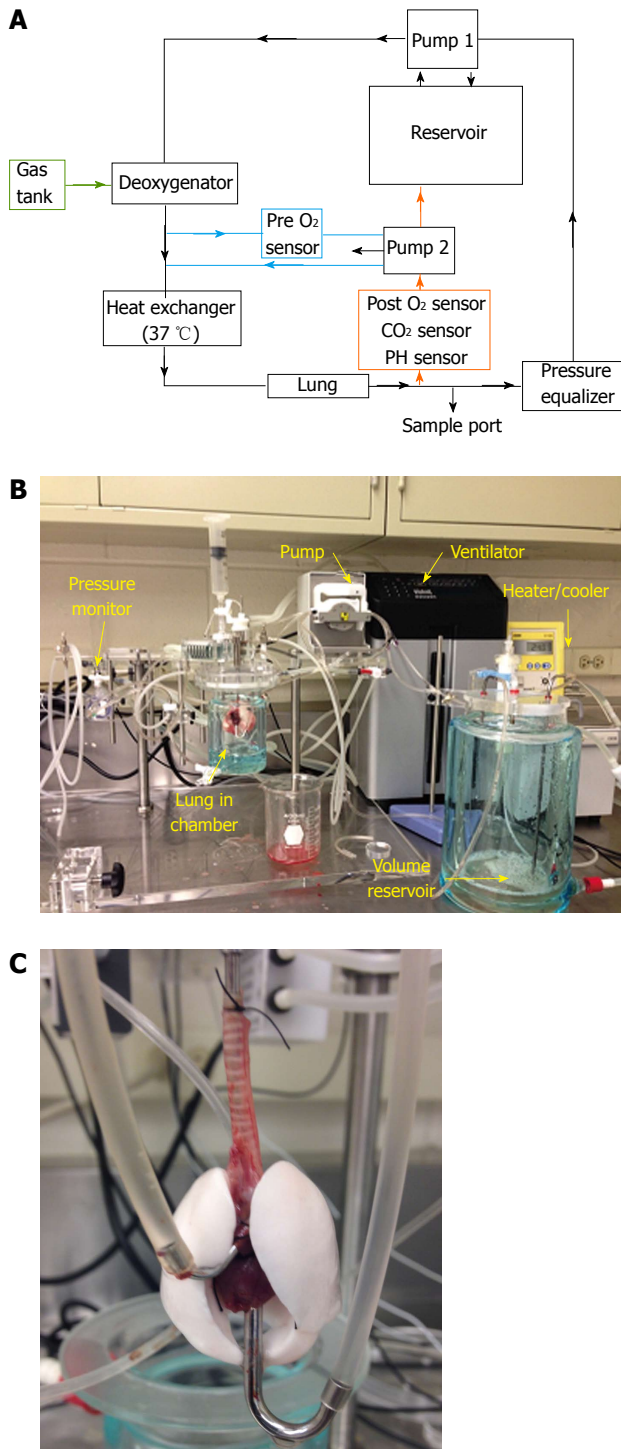 A
Pump 1
Reservoir
Gas
tank
Deoxygenator
Pre O₂
sensor
Pump 2
Heat exchanger
(37 ℃)
Post O₂ sensor
CO₂ sensor
PH sensor
Lung
Pressure
equalizer
Sample port
B
Pump
Ventilator
Pressure
monitor
Heater/cooler
Lung in
chamber
Volume
reservoir
C